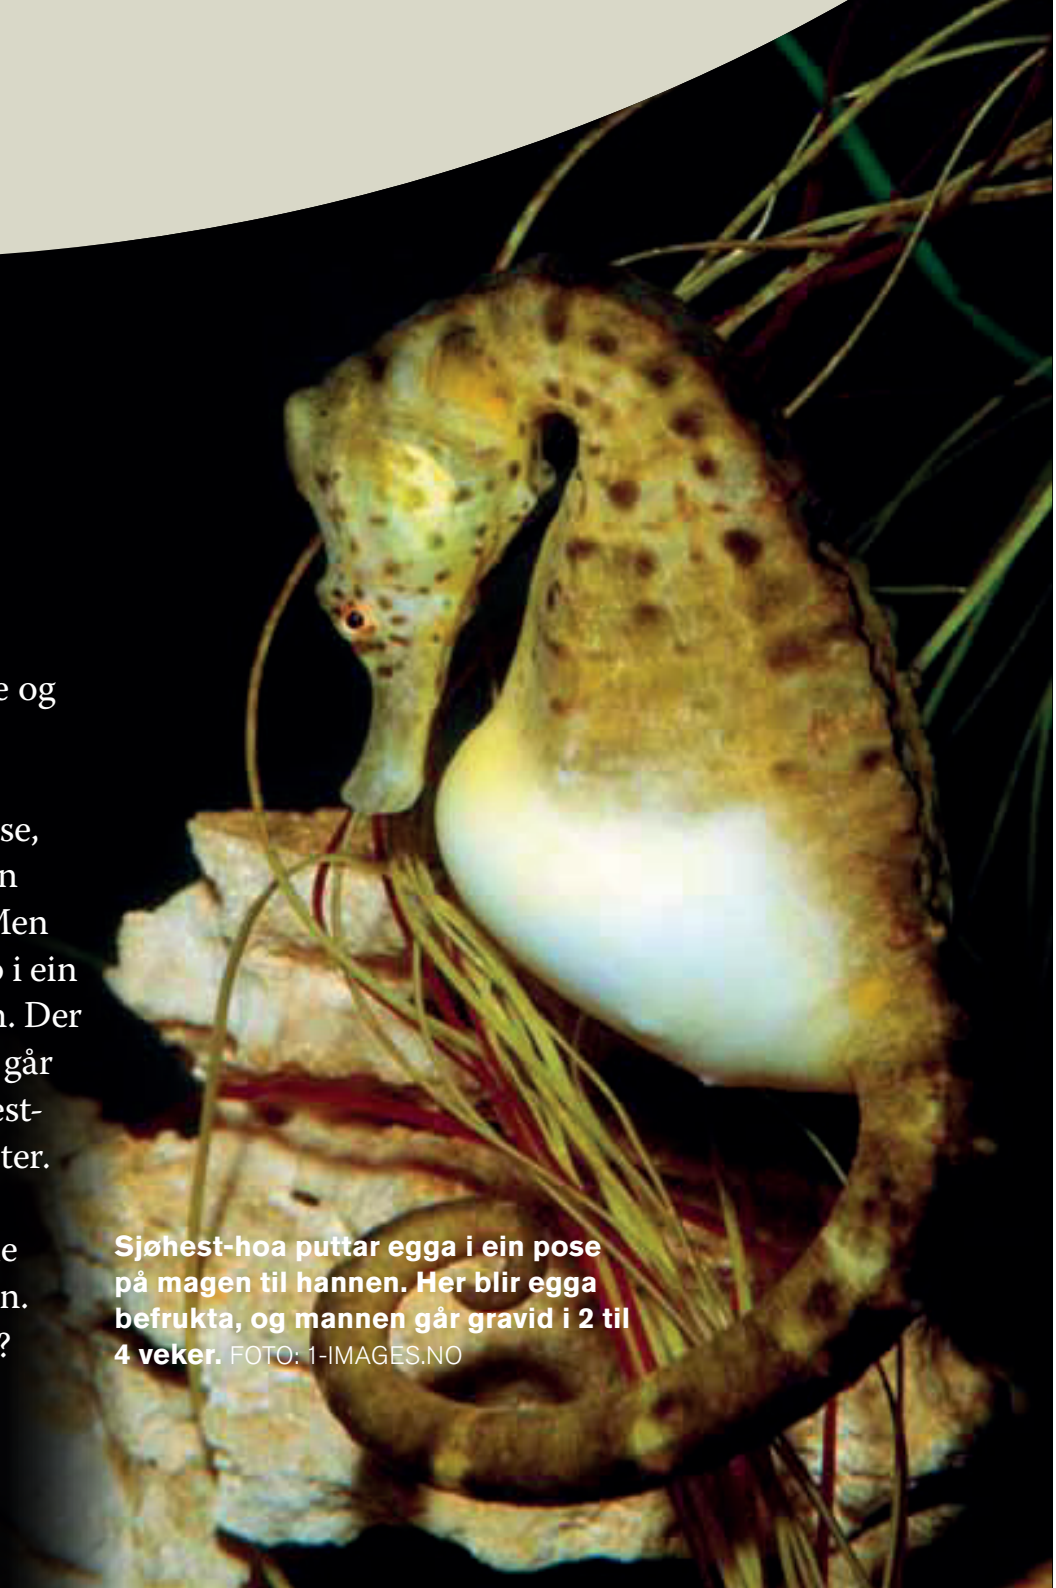 e og
se,
n
Men
o i ein
n. Der
går
est-
ter.
e
n.
?
Sjøhest-hoa puttar egga i ein pose
på magen til hannen. Her blir egga
befrukta, og mannen går gravid i 2 til
4 veker. FOTO: 1-IMAGES.NO